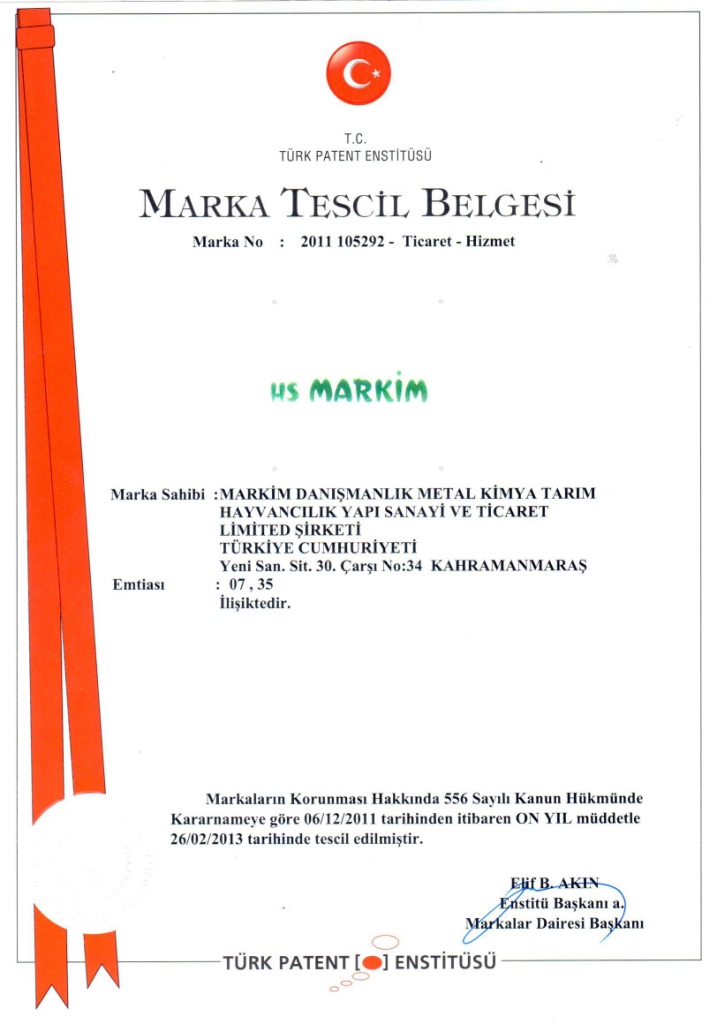 T.C.
TÜRK PATENT ENSTİTÜSÜ
MARKA TESCİL BELGESİ
Marka No : 2011 105292 - Ticaret - Hizmet
HS MARKİM
Marka Sahibi :MARKİM DANIŞMANLIK METAL KİMYA TARIM
HAYVANCILIK YAPI SANAYİ VE TİCARET
LİMİTED ŞİRKETİ
TÜRKİYE CUMHURİYETİ
Yeni San. Sit. 30. Çarşı No:34 KAHRAMANMARAŞ
Emtiası : 07 , 35
İlişiktedir.
Markaların Korunması Hakkında 556 Sayılı Kanun Hükmünde
Kararnameye göre 06/12/2011 tarihinden itibaren ON YIL müddetle
26/02/2013 tarihinde tescil edilmiştir.
Elif B. AKIN
Enstitü Başkanı a.
Markalar Dairesi Başkanı
TÜRK PATENT [ ] ENSTİTÜSÜ